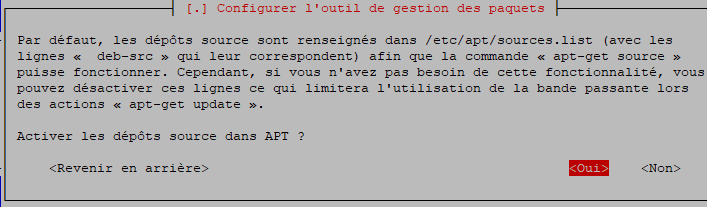 [.] Configurer l'outil de gestion des paquets
Par défaut, les dépôts source sont renseignés dans /etc/apt/sources.list (avec les
lignes «  deb-src » qui leur correspondent) afin que la commande « apt-get source »
puisse fonctionner. Cependant, si vous n'avez pas besoin de cette fonctionnalité, vous
pouvez désactiver ces lignes ce qui limitera l'utilisation de la bande passante lors
des actions « apt-get update ».
Activer les dépôts source dans APT ?
<Revenir en arrière> <Oui> <Non>